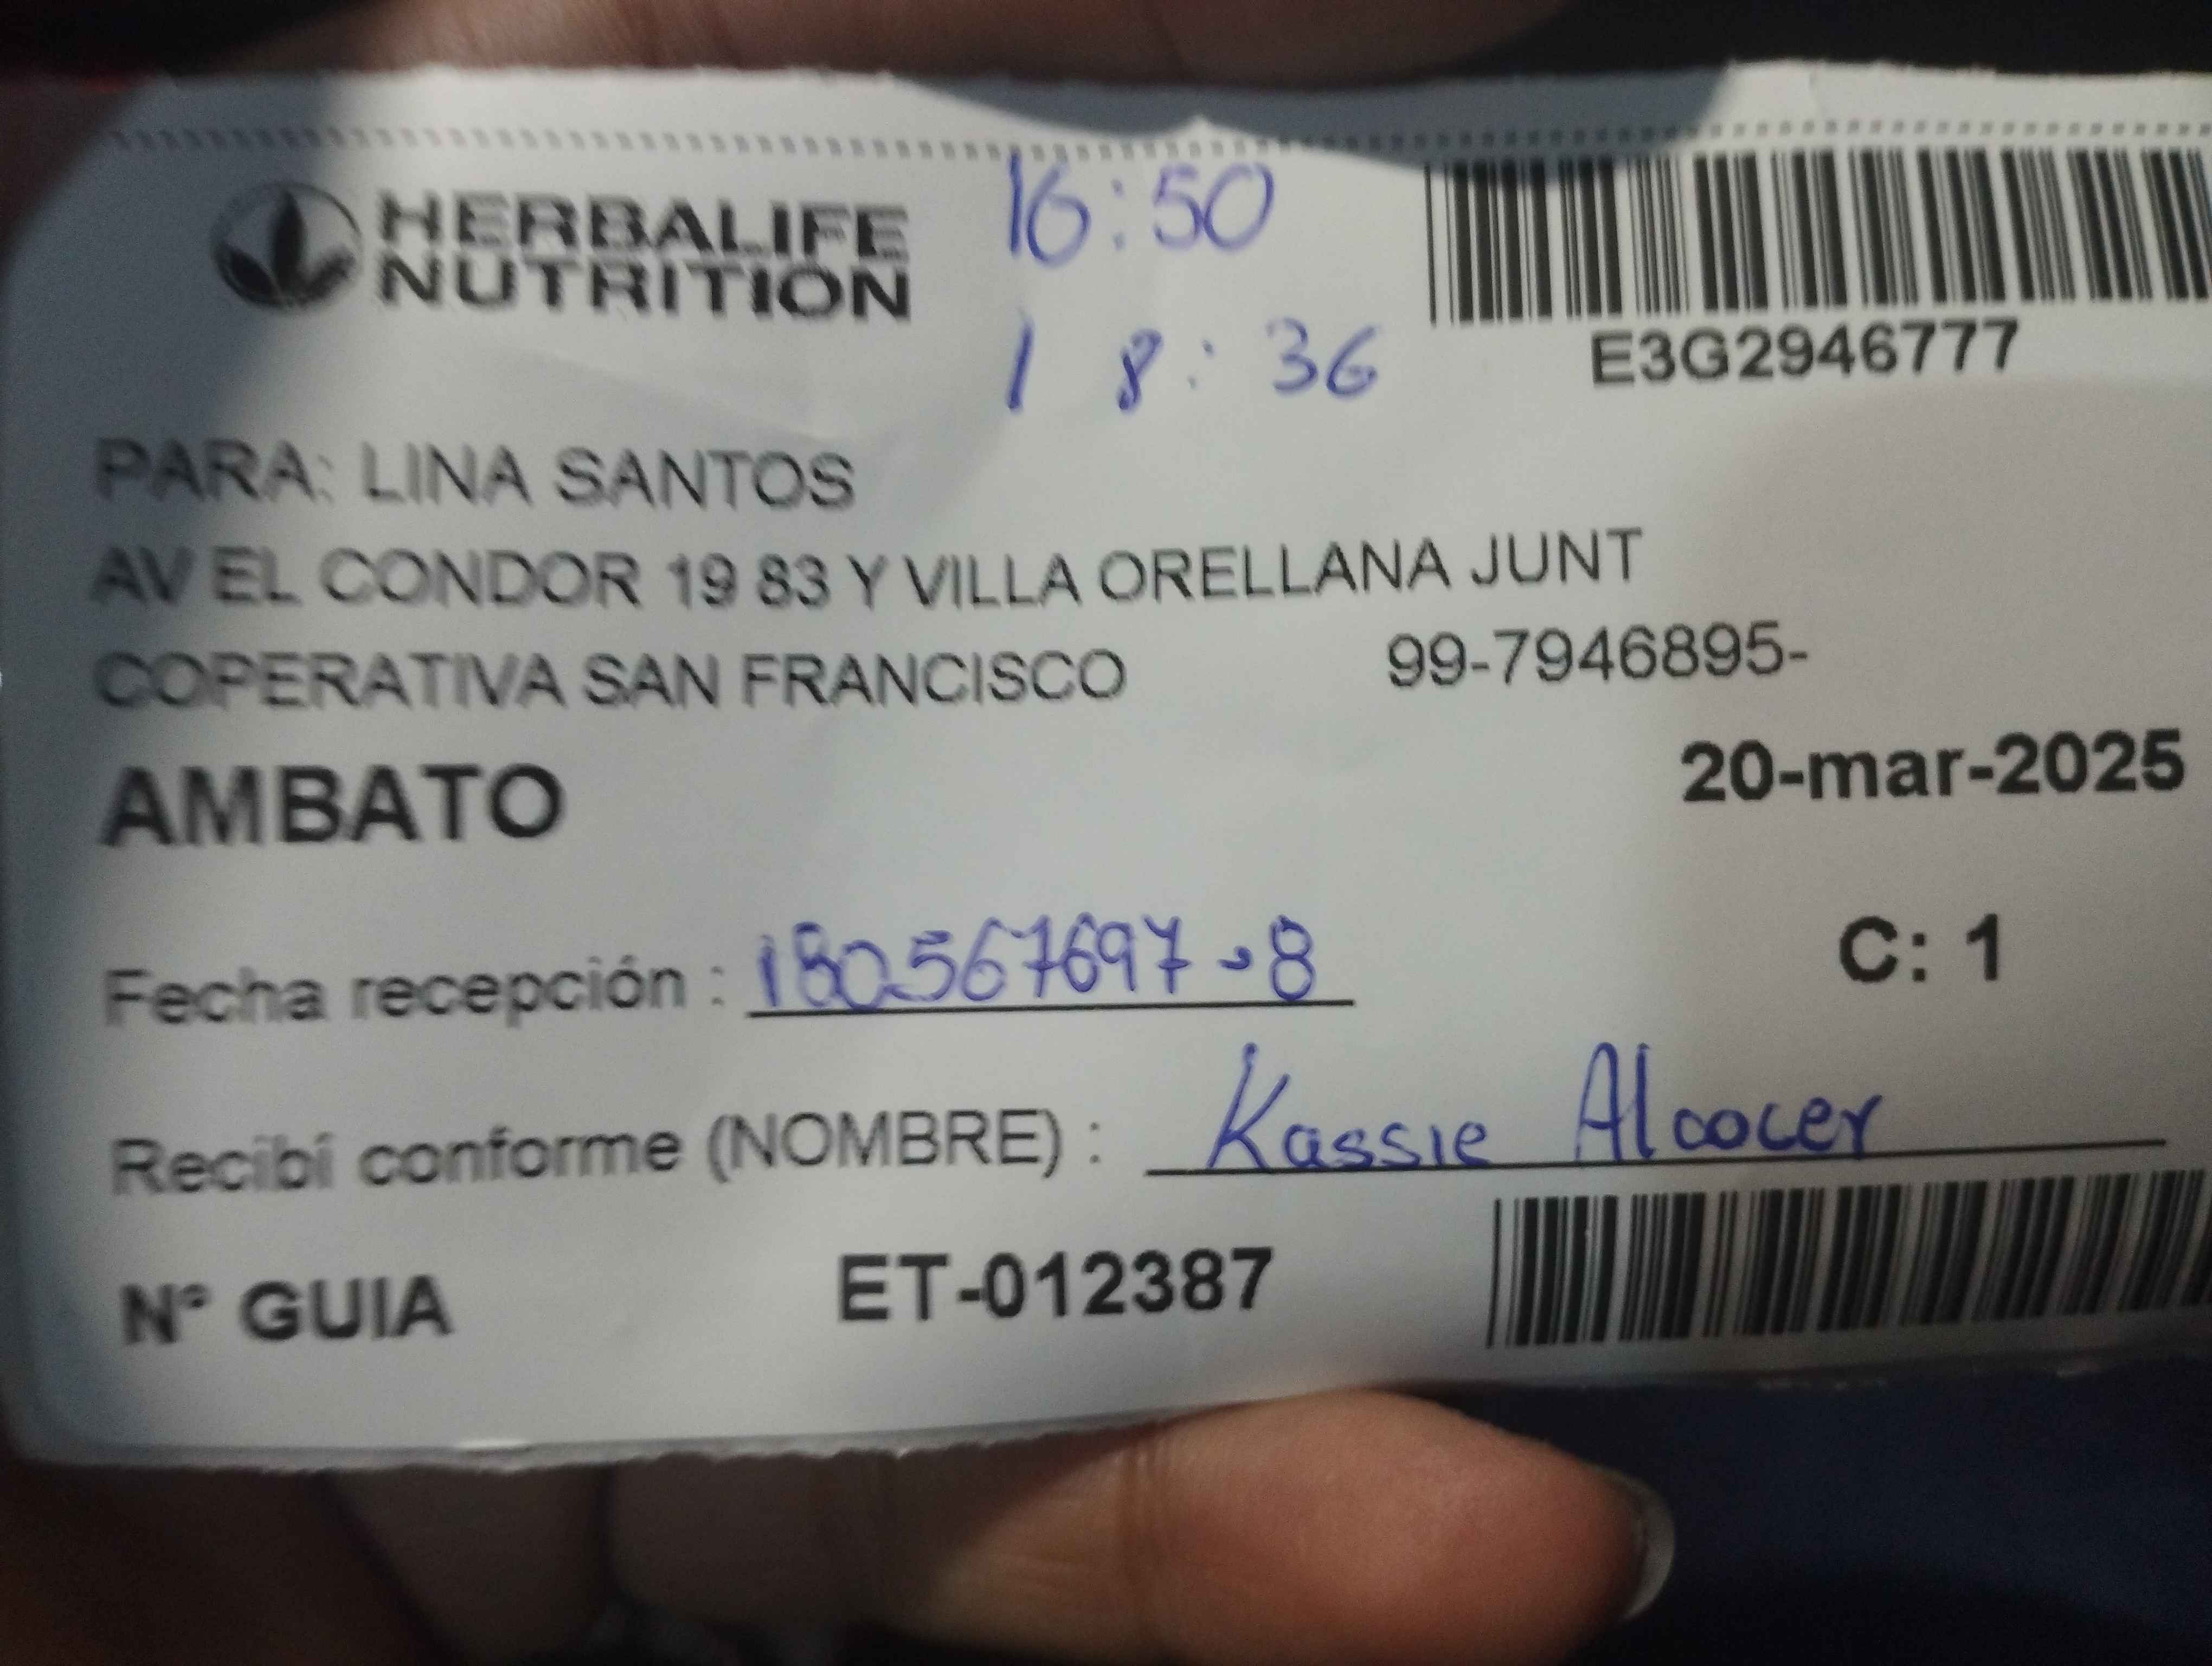 HERBALIFE
NUTRITION
16:50
18:36
E3G2946777
PARA: LINA SANTOS
AV EL CONDOR 19 83 Y VILLA ORELLANA JUNT
COPERATIVA SAN FRANCISCO 99-7946895-
AMBATO
20-mar-2025
C: 1
Fecha recepción : 180567697-8
Recibí conforme (NOMBRE) : Kassie Alcocer
N° GUIA ET-012387